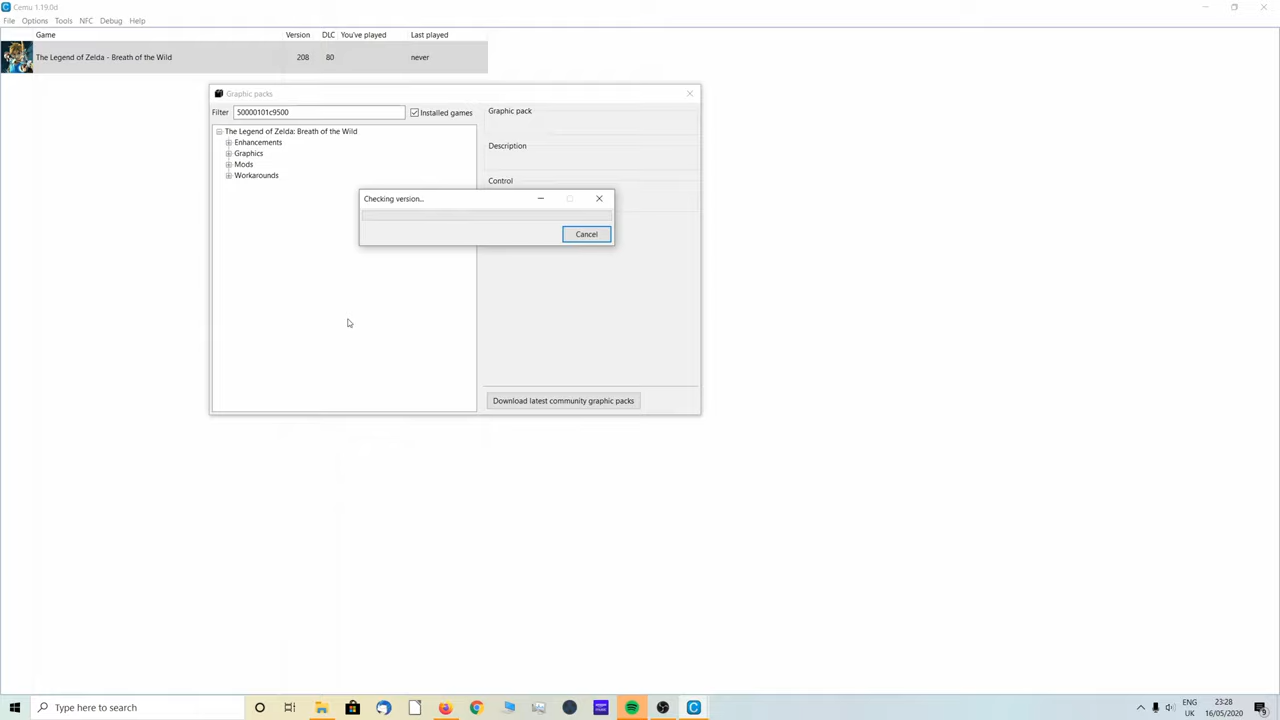 Cemu 1.19.0d
File Options Tools NFC Debug Help
Game Version DLC You've played Last played
The Legend of Zelda - Breath of the Wild 208 80 never
Graphic packs
Filter 50000101c9500 Installed games
Graphic pack
The Legend of Zelda: Breath of the Wild
Enhancements
Description
Graphics
Mods
Workarounds
Control
Checking version...
Cancel
Download latest community graphic packs
Type here to search
ENG
UK
23:28
16/05/2020